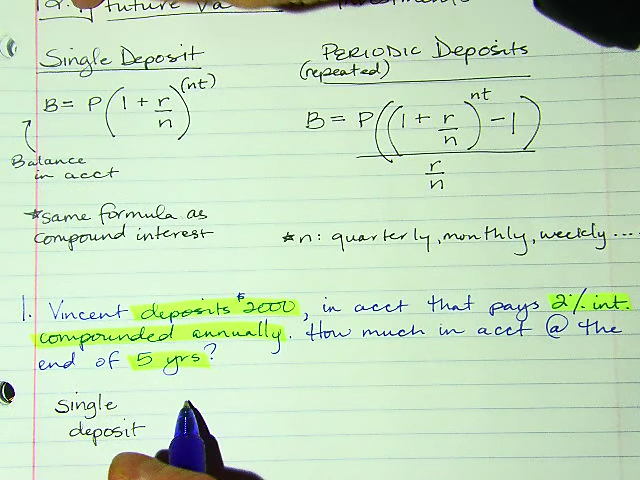 future Va
Single Deposit
B = P(1 + r/n)^(nt)
Balance
in acct
*same formula as
compound interest
PERIODIC Deposits
(repeated)
B = P((1 + r/n)^nt - 1)
r/n
*n: quarterly, monthly, weekly....
1. Vincent deposits $2000, in acct that pays 2% int.
compounded annually. How much in acct @ the
end of 5 yrs?
Single
deposit